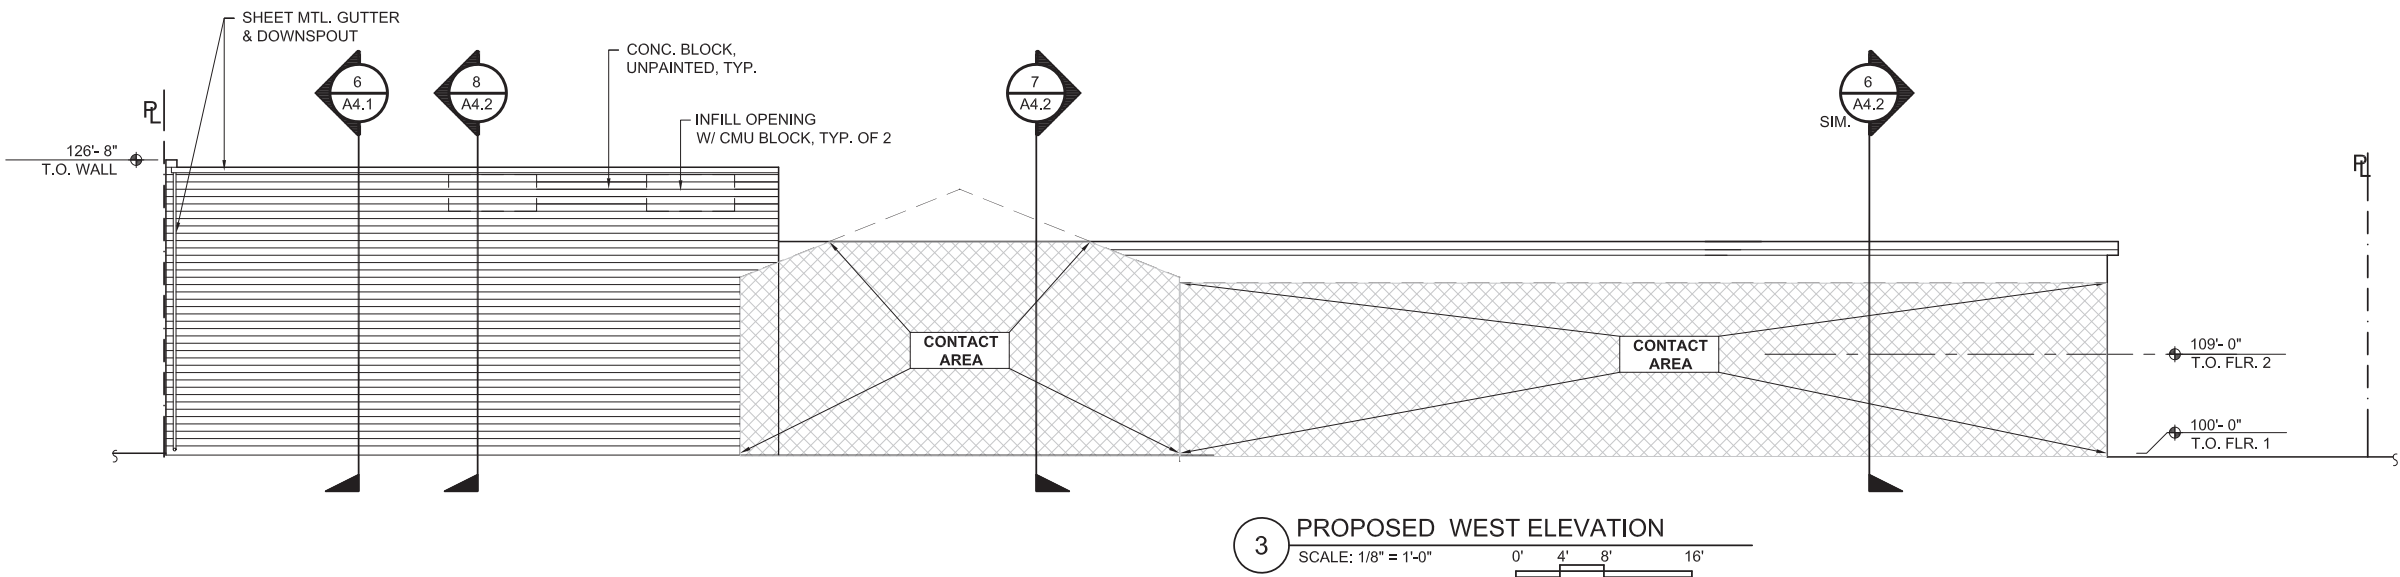 SHEET MTL. GUTTER
& DOWNSPOUT
CONC. BLOCK,
UNPAINTED, TYP.
6
A4.1
8
A4.2
7
A4.2
6
A4.2
SIM.
INFILL OPENING
W/ CMU BLOCK, TYP. OF 2
PL
126'- 8"
T.O. WALL
PL
CONTACT
AREA
CONTACT
AREA
109'- 0"
T.O. FLR. 2
100'- 0"
T.O. FLR. 1
3
PROPOSED WEST ELEVATION
SCALE: 1/8" = 1'-0"
0' 4' 8' 16'